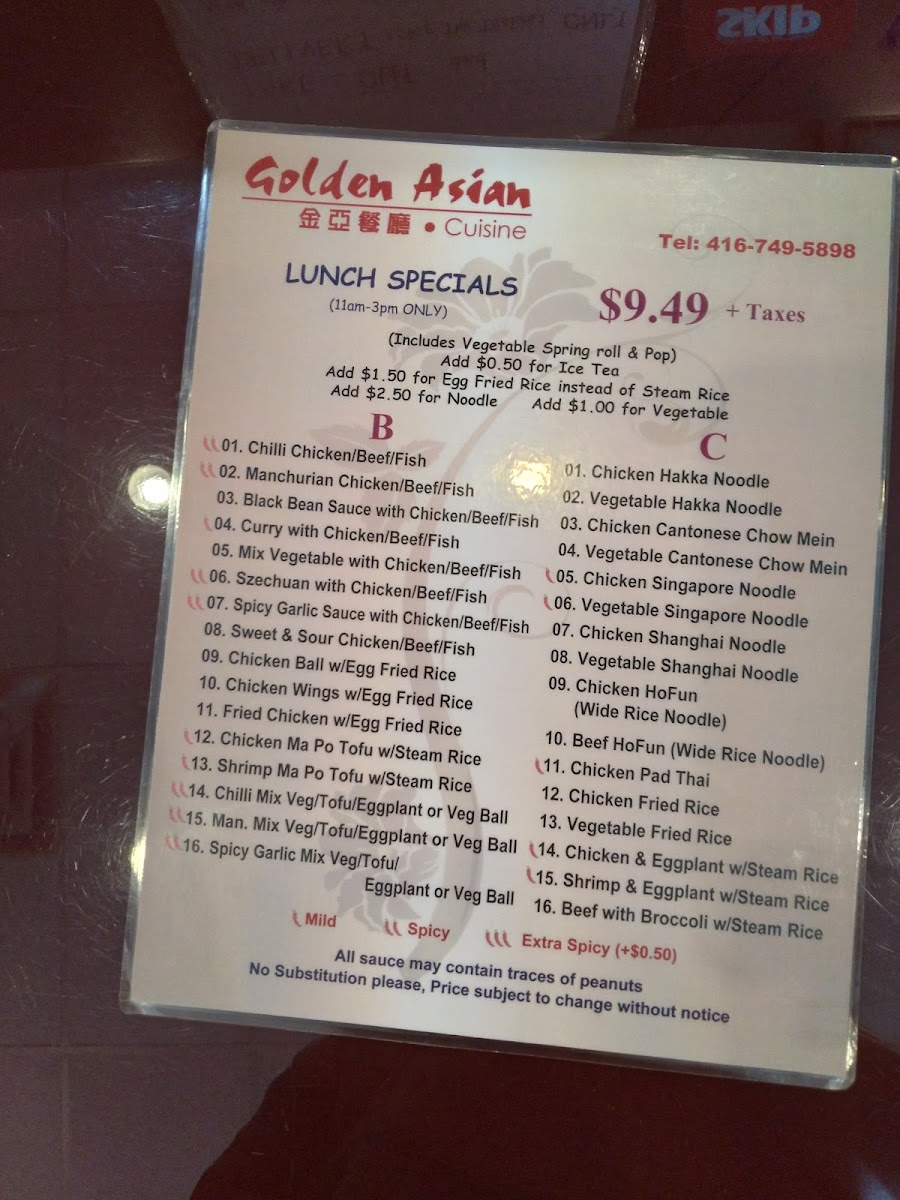 SKIP
Golden Asian
金亞餐廳 • Cuisine
Tel: 416-749-5898
LUNCH SPECIALS
(11am-3pm ONLY)
$9.49 + Taxes
(Includes Vegetable Spring roll & Pop)
Add $0.50 for Ice Tea
Add $1.50 for Egg Fried Rice instead of Steam Rice
Add $2.50 for Noodle Add $1.00 for Vegetable
B
01. Chilli Chicken/Beef/Fish
02. Manchurian Chicken/Beef/Fish
03. Black Bean Sauce with Chicken/Beef/Fish
04. Curry with Chicken/Beef/Fish
05. Mix Vegetable with Chicken/Beef/Fish
06. Szechuan with Chicken/Beef/Fish
07. Spicy Garlic Sauce with Chicken/Beef/Fish
08. Sweet & Sour Chicken/Beef/Fish
09. Chicken Ball w/Egg Fried Rice
10. Chicken Wings w/Egg Fried Rice
11. Fried Chicken w/Egg Fried Rice
12. Chicken Ma Po Tofu w/Steam Rice
13. Shrimp Ma Po Tofu w/Steam Rice
14. Chilli Mix Veg/Tofu/Eggplant or Veg Ball
15. Man. Mix Veg/Tofu/Eggplant or Veg Ball
16. Spicy Garlic Mix Veg/Tofu/
Eggplant or Veg Ball
C
01. Chicken Hakka Noodle
02. Vegetable Hakka Noodle
03. Chicken Cantonese Chow Mein
04. Vegetable Cantonese Chow Mein
05. Chicken Singapore Noodle
06. Vegetable Singapore Noodle
07. Chicken Shanghai Noodle
08. Vegetable Shanghai Noodle
09. Chicken HoFun
(Wide Rice Noodle)
10. Beef HoFun (Wide Rice Noodle)
11. Chicken Pad Thai
12. Chicken Fried Rice
13. Vegetable Fried Rice
14. Chicken & Eggplant w/Steam Rice
15. Shrimp & Eggplant w/Steam Rice
16. Beef with Broccoli w/Steam Rice
Mild Spicy Extra Spicy (+$0.50)
All sauce may contain traces of peanuts
No Substitution please, Price subject to change without notice